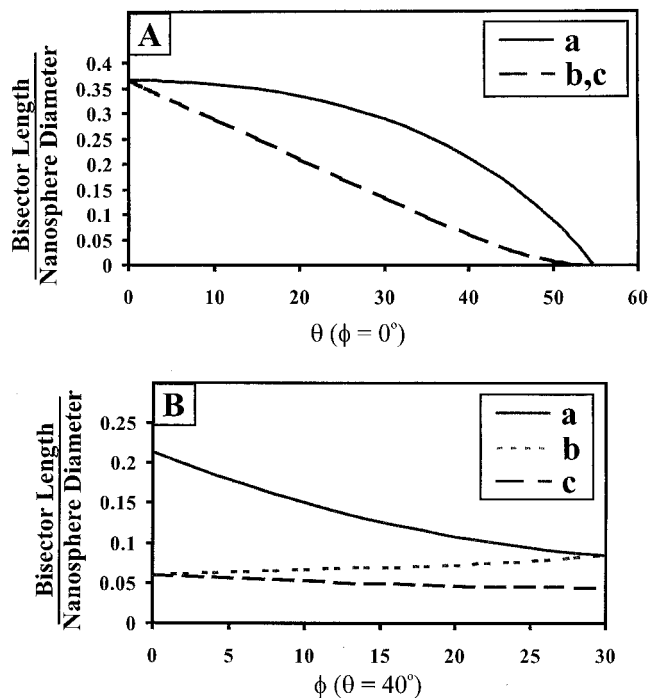 A
a
b,c
Bisector Length
Nanosphere Diameter
0.4
0.35
0.3
0.25
0.2
0.15
0.1
0.05
0
0 10 20 30 40 50 60
θ (ϕ = 0°)
B
a
b
c
Bisector Length
Nanosphere Diameter
0.25
0.2
0.15
0.1
0.05
0
0 5 10 15 20 25 30
ϕ (θ = 40°)